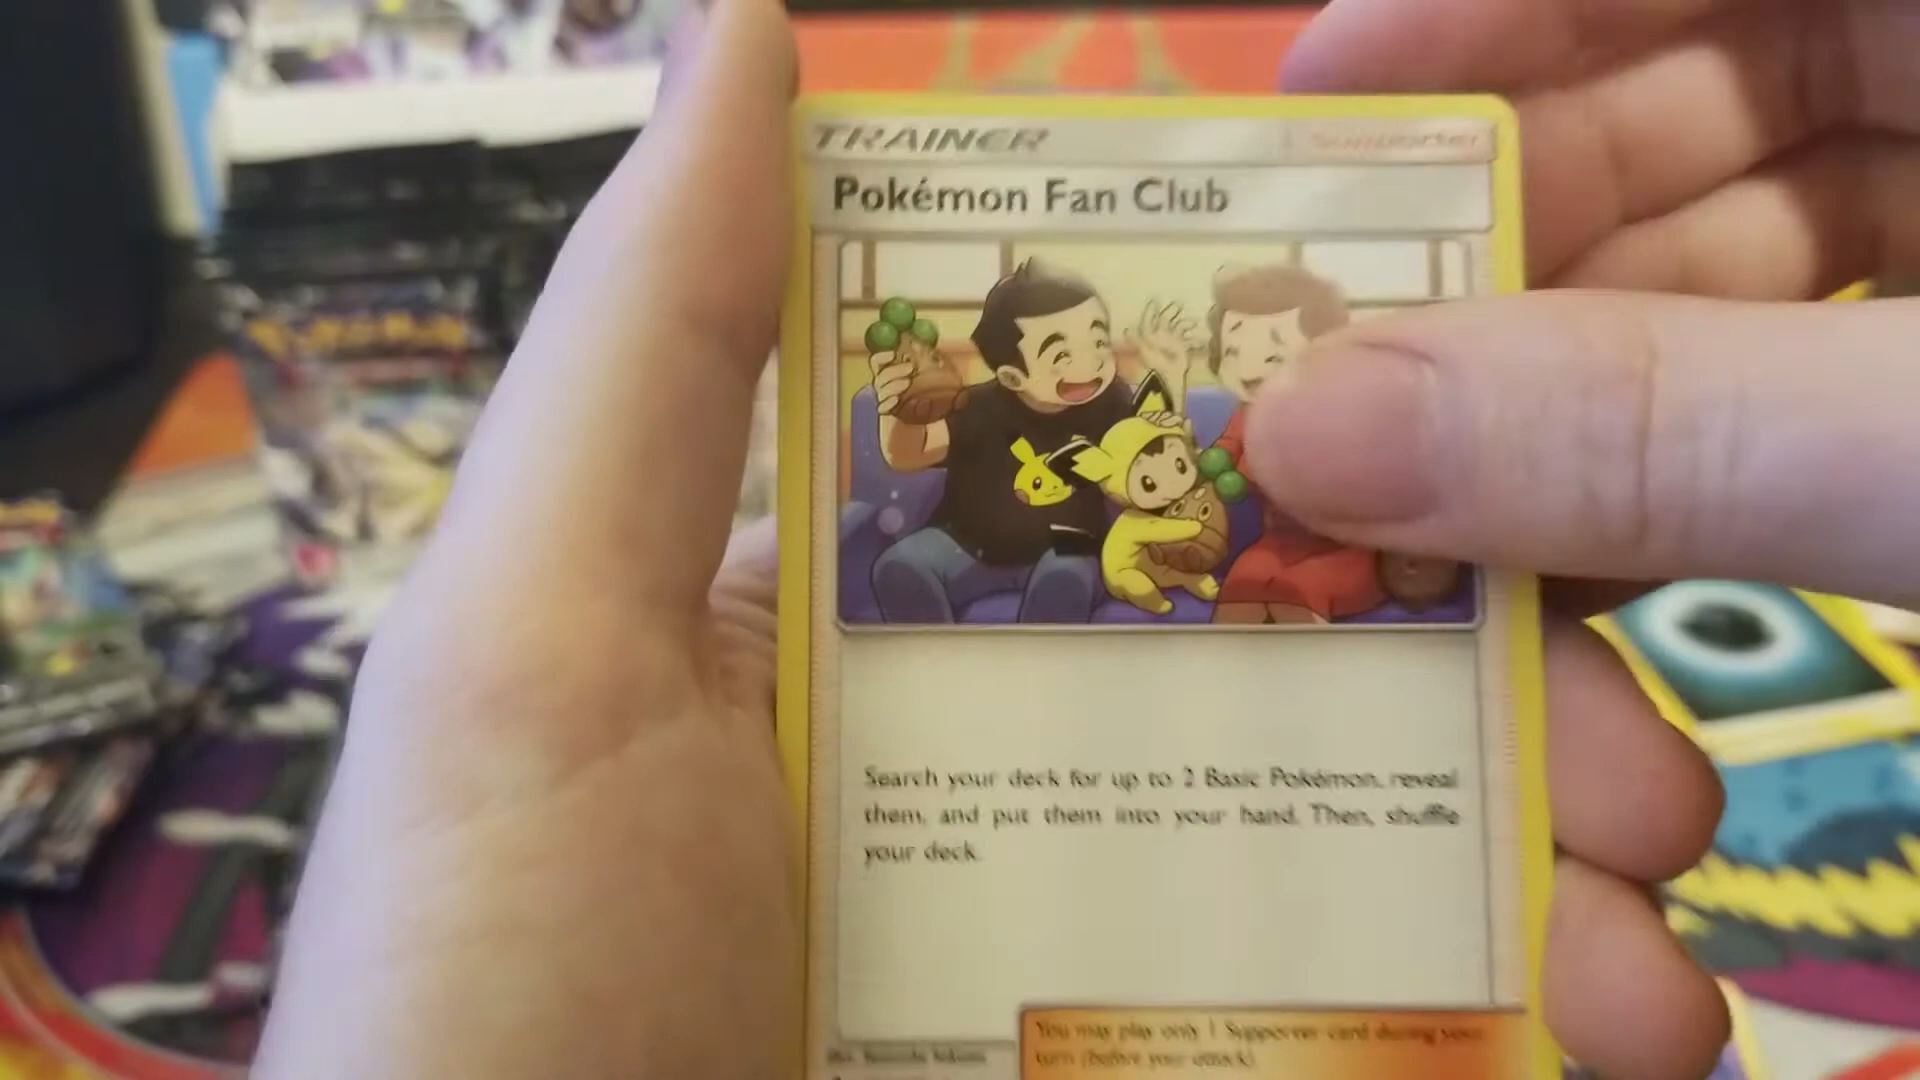 TRAINER
Supporter
Pokémon Fan Club
Search your deck for up to 2 Basic Pokémon, reveal
them, and put them into your hand. Then, shuffle
your deck.
You may play only 1 Supporter card during your
turn (before your attack).